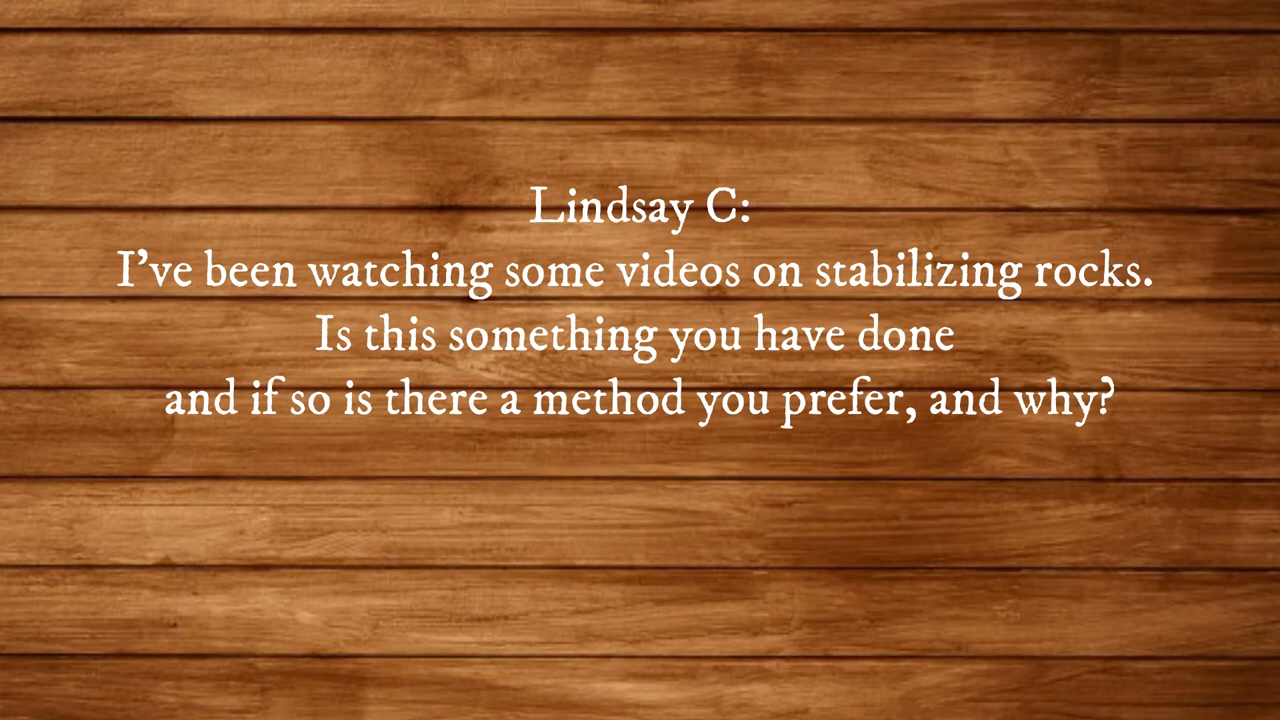 Lindsay C:
I've been watching some videos on stabilizing rocks.
Is this something you have done
and if so is there a method you prefer, and why?